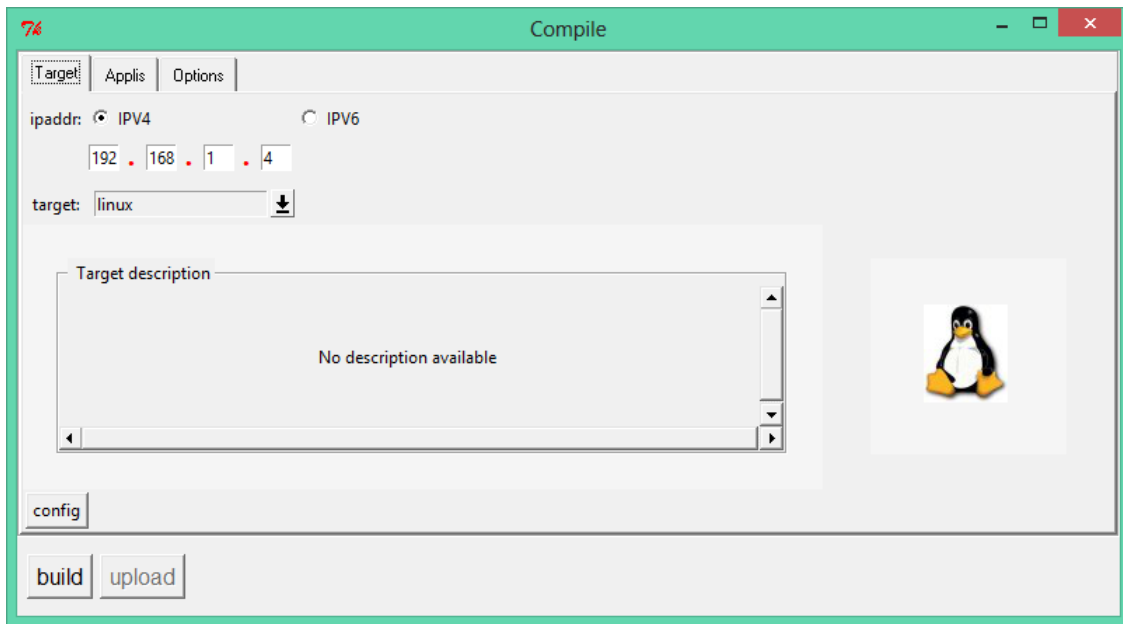 Compile
Target Applis Options
ipaddr: IPV4 IPV6
192 . 168 . 1 . 4
target: linux
Target description
No description available
config
build upload